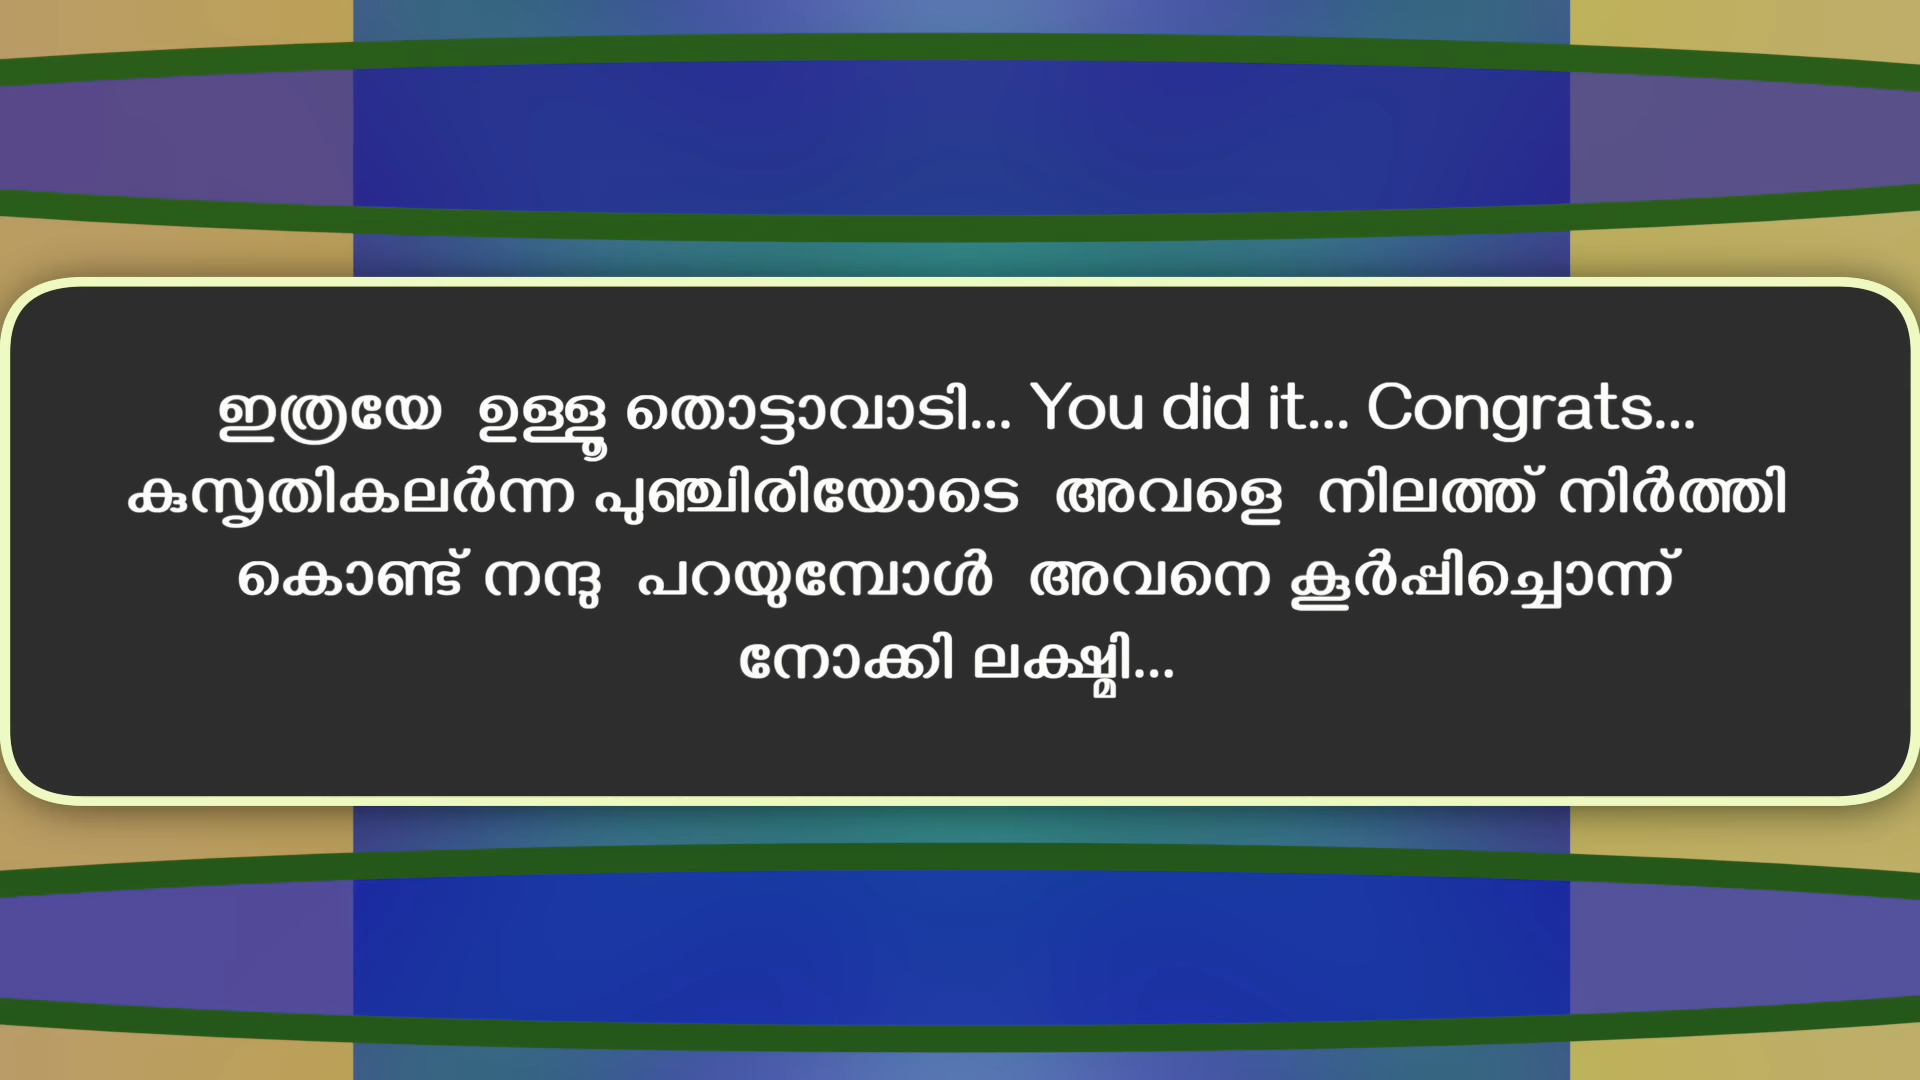 ഇത്രയേ ഉള്ളൂ തൊട്ടാവാടി... You did it... Congrats...
കുസൃതികലർന്ന പുഞ്ചിരിയോടെ അവളെ നിലത്ത് നിർത്തി
കൊണ്ട് നന്ദു പറയുമ്പോൾ അവനെ കൂർപ്പിച്ചൊന്ന്
നോക്കി ലക്ഷ്മി...